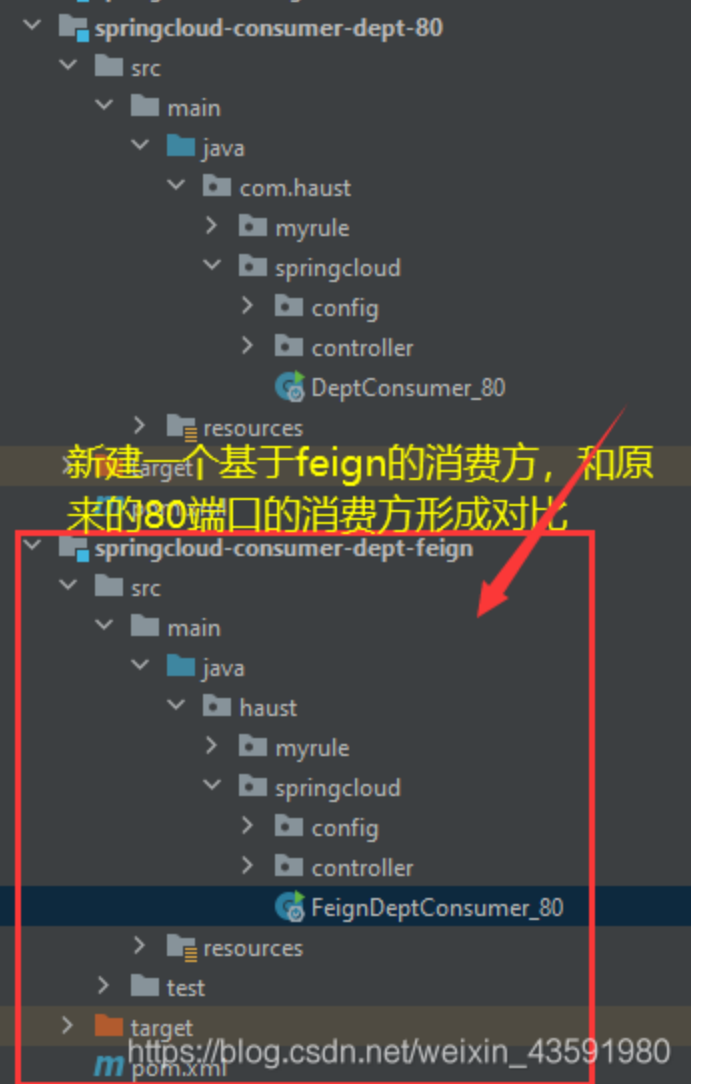 springcloud-consumer-dept-80
src
main
java
com.haust
myrule
springcloud
config
controller
DeptConsumer_80
resources
target
新建一个基于feign的消费方，和原
来的80端口的消费方形成对比
springcloud-consumer-dept-feign
src
main
java
haust
myrule
springcloud
config
controller
FeignDeptConsumer_80
resources
test
target
https://blog.csdn.net/weixin_43591980
pom.xml